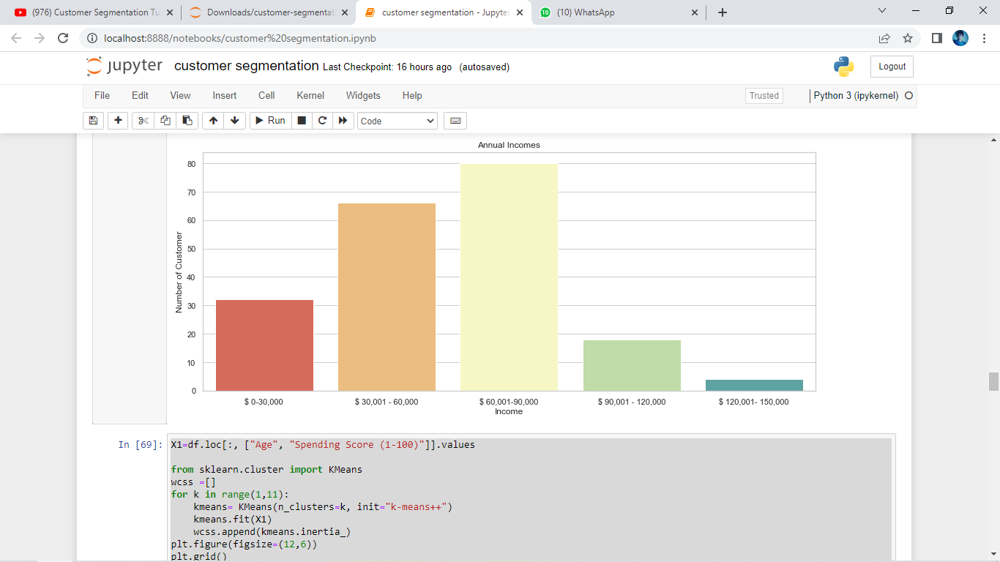 (976) Customer Segmentation Tu
Downloads/customer-segmentat
customer segmentation - Jupyter
10 (10) WhatsApp
localhost:8888/notebooks/customer%20segmentation.ipynb
jupyter customer segmentation Last Checkpoint: 16 hours ago (autosaved)
Logout
File Edit View Insert Cell Kernel Widgets Help
Trusted Python 3 (ipykernel)
Run Code
Annual Incomes
80
70
60
50
40
30
20
10
0
Number of Customer
$ 0-30,000 $ 30,001 - 60,000 $ 60,001-90,000 $ 90,001 - 120,000 $ 120,001- 150,000
Income
In [69]: X1=df.loc[:, ["Age", "Spending Score (1-100)"]].values
from sklearn.cluster import KMeans
wcss =[]
for k in range(1,11):
    kmeans= KMeans(n_clusters=k, init="k-means++")
    kmeans.fit(X1)
    wcss.append(kmeans.inertia_)
plt.figure(figsize=(12,6))
plt.grid()